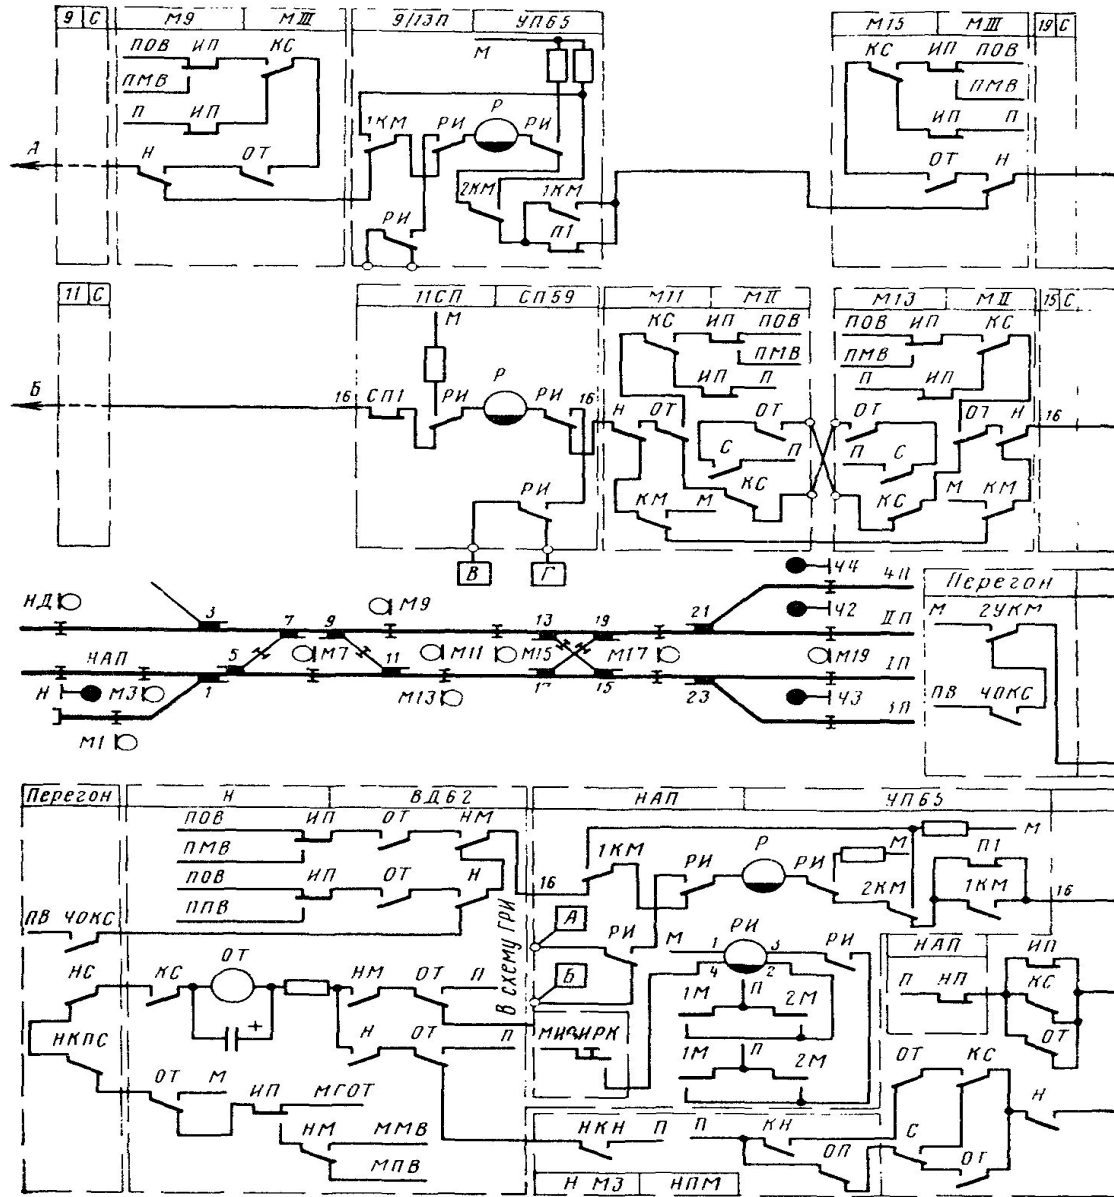 9 С М9 МIII 9/13П УП65 М15 МIII 19 С
ПОВ ИП КС М КС ИП ПОВ
ПМВ ПМВ
П ИП 1КМ РИ Р РИ ИП П
А Н ОТ ОТ Н
2КМ 1КМ
РИ П1
11 С 11СП СП59 М11 МII М13 МII 15 С
М КС ИП ПОВ ПОВ ИП КС
ПМВ ПМВ
ИП П П ИП
Б 16 СП1 РИ Р РИ 16 Н ОТ ОТ ОТ ОТ Н 16
С П П С
РИ КМ М КС КС М КМ
В Г
Ч4 4П Перегон
НД 3 7 9 М9 13 19 21 Ч2 IIП М 2УКМ
ЧАП 5 М7 11 М11 М15 М17 М19 IП
Н М3 1 М13 17 15 23 Ч3 3П ПВ ЧОКС
М1
Перегон Н ВД62 НАП УП65
ПОВ ИП ОТ НМ М
ПМВ 1КМ РИ Р РИ М П1
ПОВ ИП ОТ Н 16 2КМ 1КМ 16
ППВ
ПВ ЧОКС А РИ М 1 РИ 3 РИ НАП ИП
НС КС ОТ НМ ОТ П В схему ГРИ 4 2 П НП КС
+ Б 1М П 2М
НКПС Н ОТ П МИВ ИРК 1М П 2М ОТ
ОТ М ИП МГОТ ОТ КС
НМ ММВ НКН П П КН С Н
МПВ ОП ОТ
Н М3 НПМ